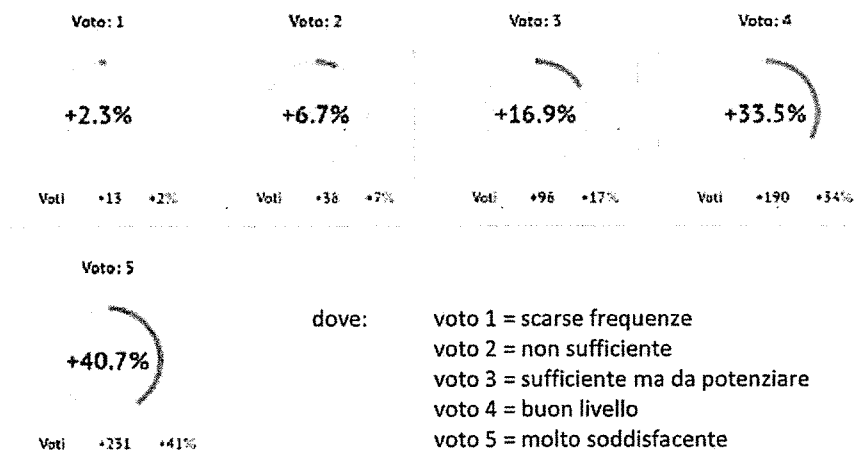 Voto: 1 Voto: 2 Voto: 3 Voto: 4
+2.3% +6.7% +16.9% +33.5%
Voti +13 +2% Voti +38 +7% Voti +96 +17% Voti +190 +34%
Voto: 5
dove: voto 1 = scarse frequenze
voto 2 = non sufficiente
+40.7% voto 3 = sufficiente ma da potenziare
voto 4 = buon livello
Voti +231 +41% voto 5 = molto soddisfacente